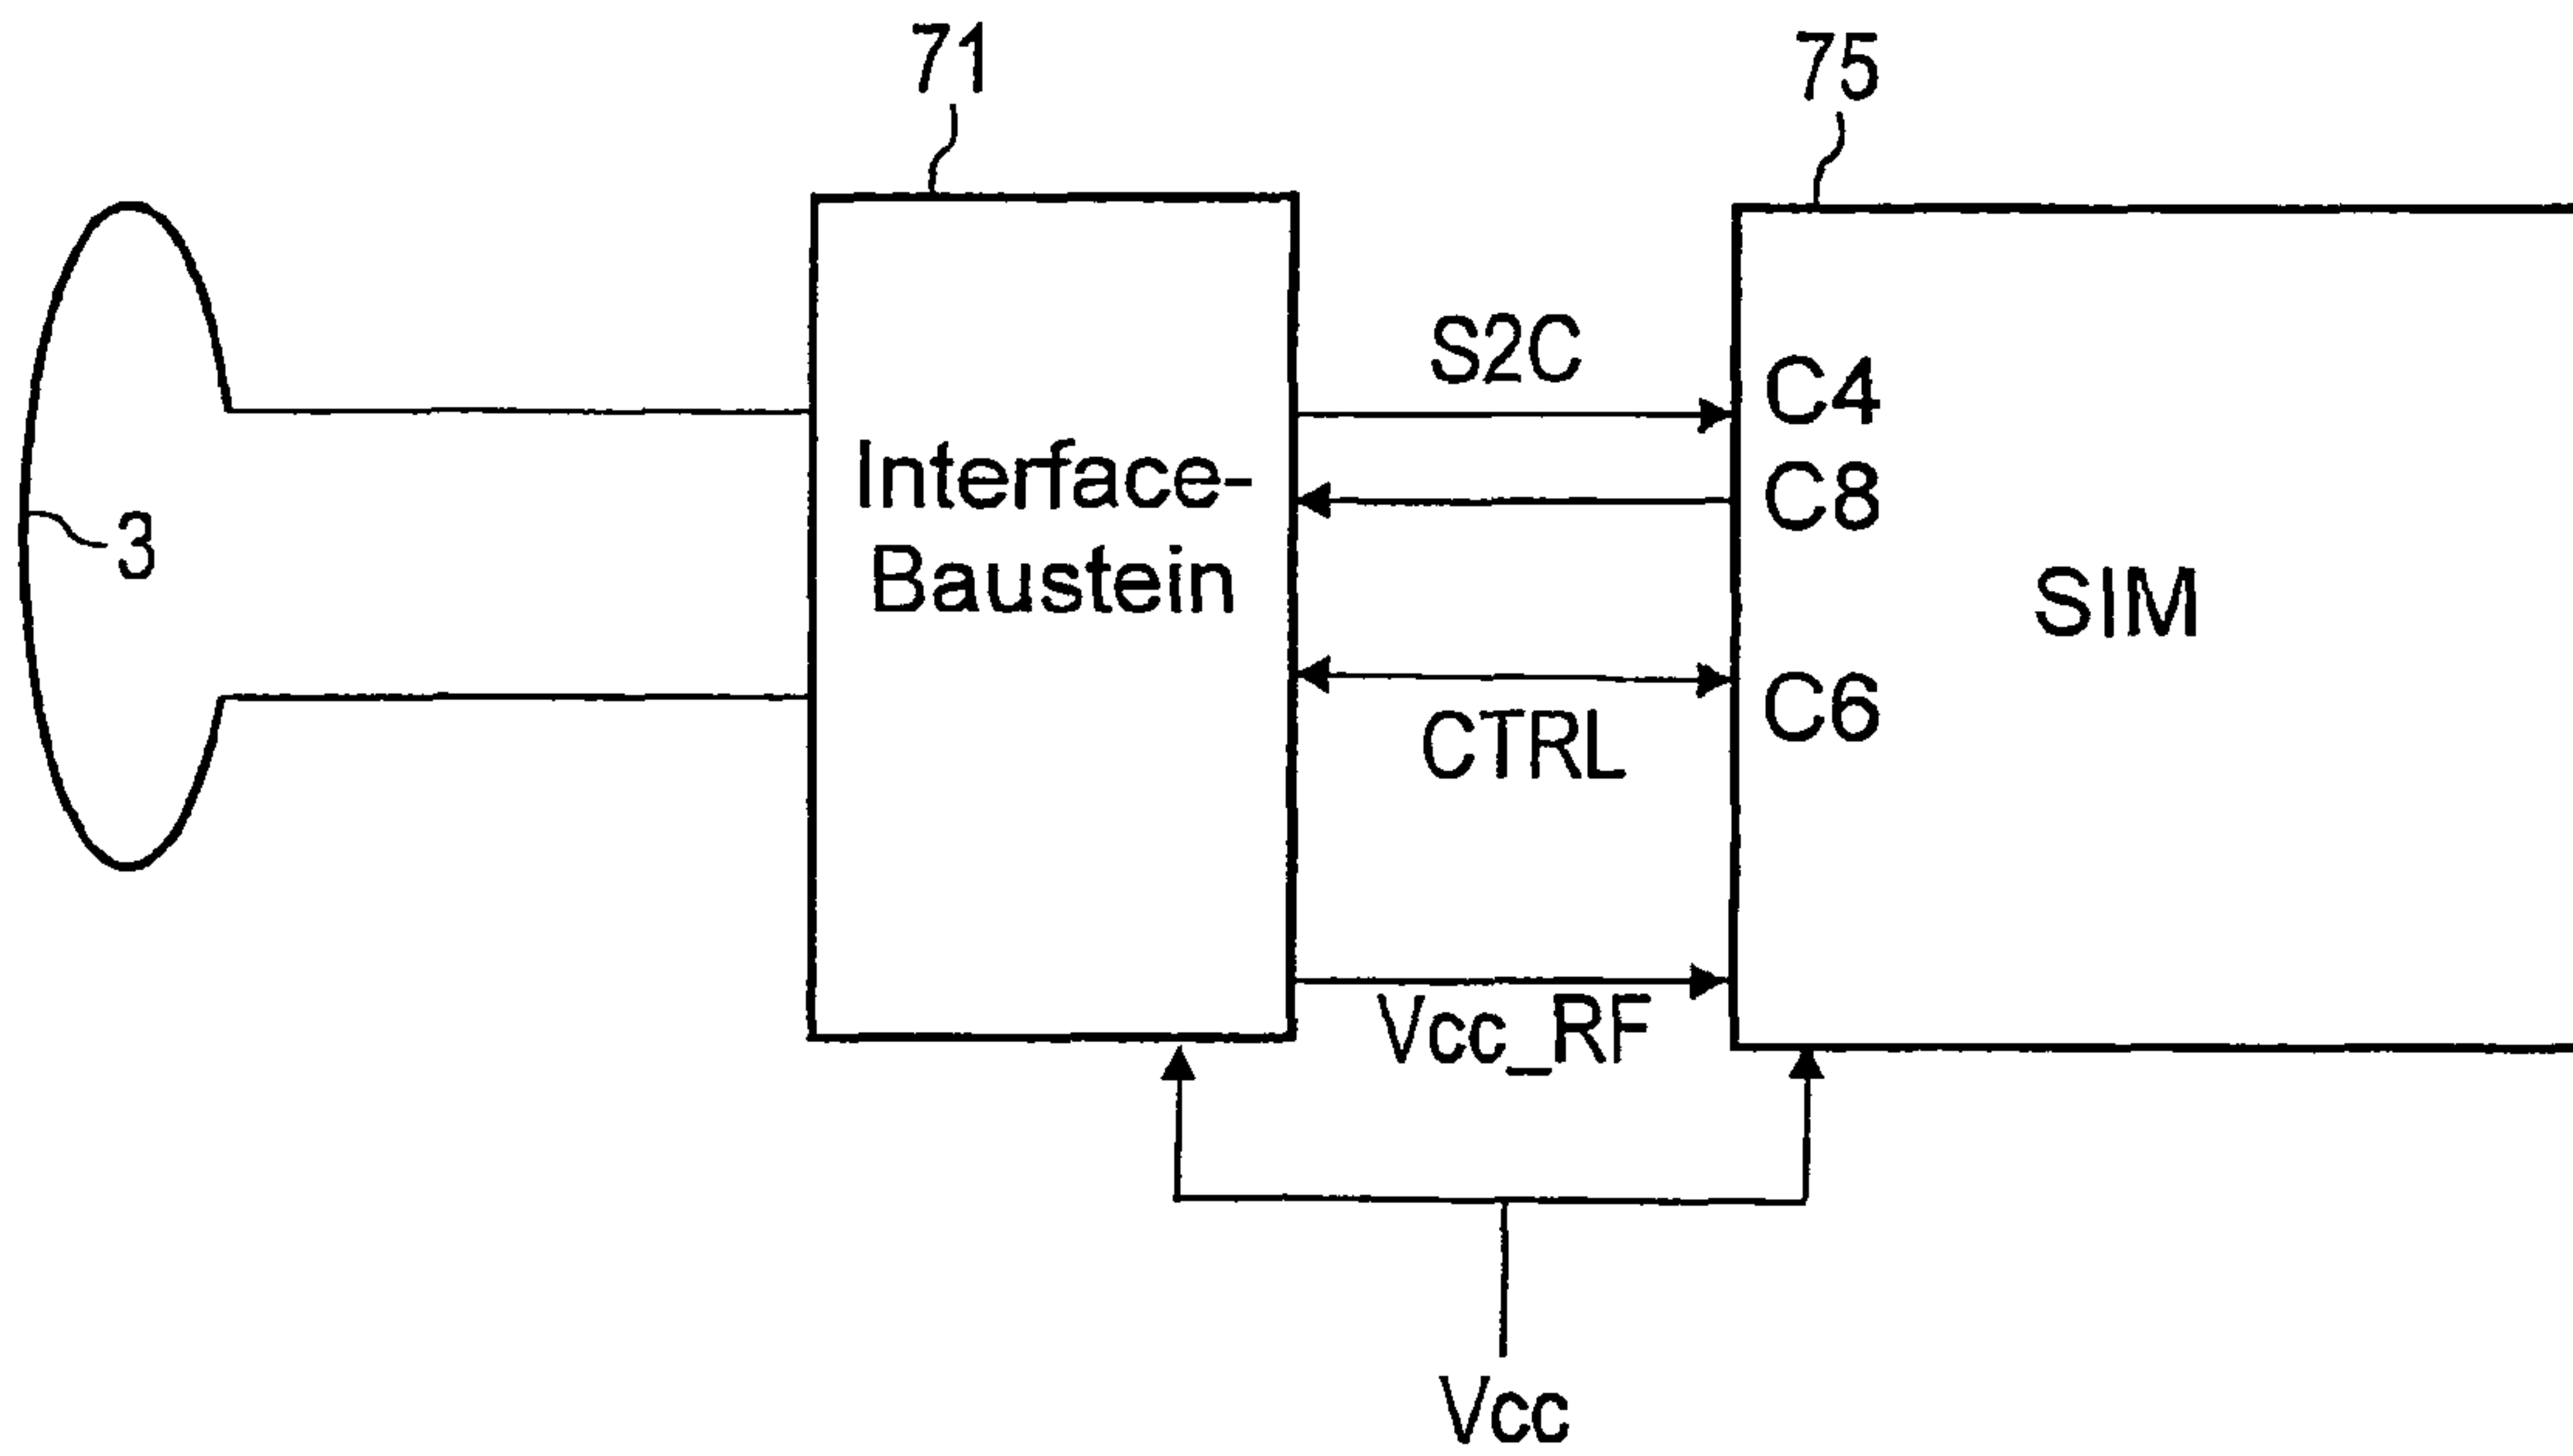 71
75
S2C
C4
Interface-
C8
3
Baustein
SIM
C6
CTRL
Vcc_RF
Vcc